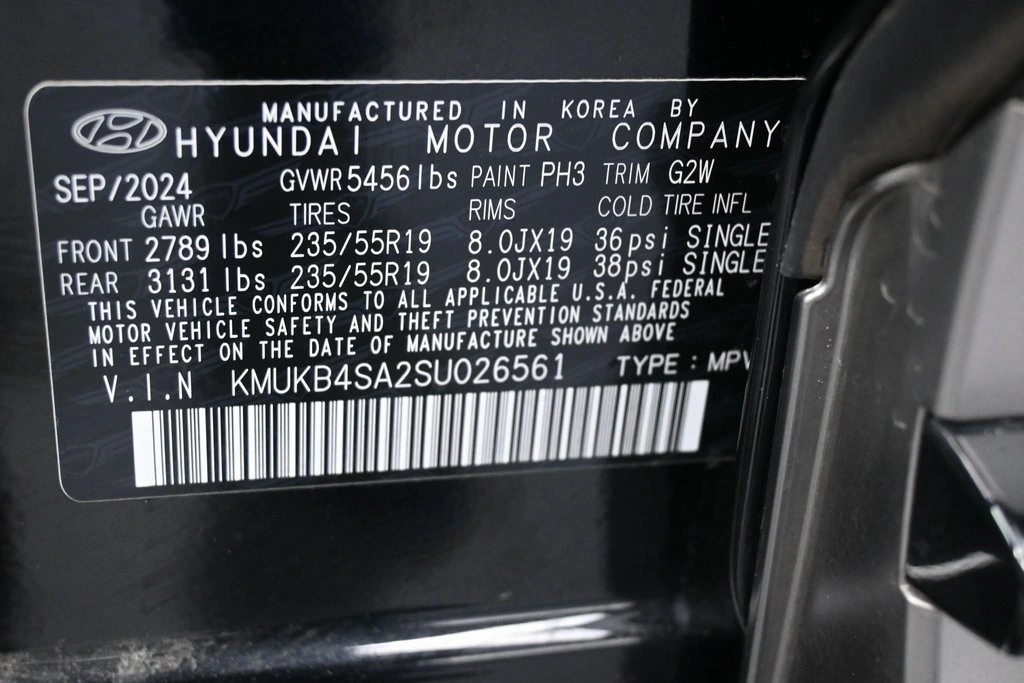 MANUFACTURED IN KOREA BY
HYUNDAI MOTOR COMPANY
SEP/2024 GVWR 5456lbs PAINT PH3 TRIM G2W
GAWR TIRES RIMS COLD TIRE INFL
FRONT 2789 lbs 235/55R19 8.0JX19 36psi SINGLE
REAR 3131 lbs 235/55R19 8.0JX19 38psi SINGLE
THIS VEHICLE CONFORMS TO ALL APPLICABLE U.S.A. FEDERAL
MOTOR VEHICLE SAFETY AND THEFT PREVENTION STANDARDS
IN EFFECT ON THE DATE OF MANUFACTURE SHOWN ABOVE
V.I.N KMUKB4SA2SU026561 TYPE : MPV